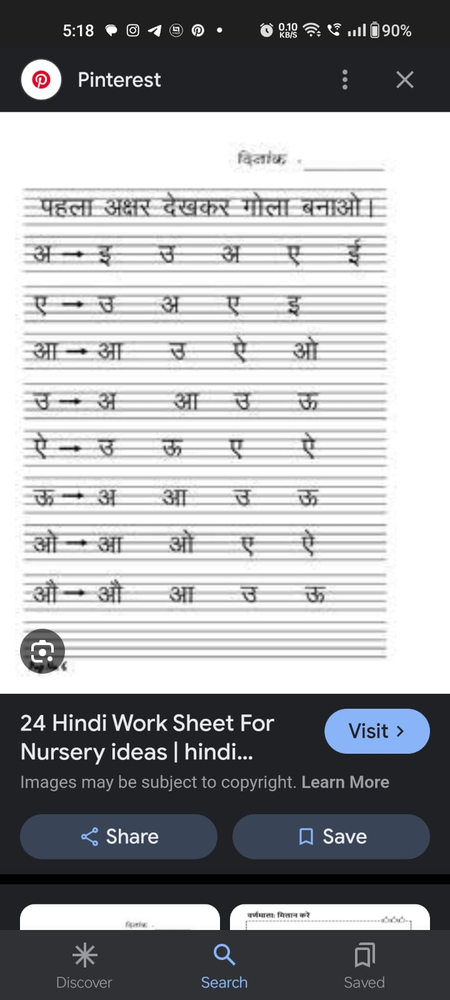 5:18 0.10 KB/S 90%
Pinterest
दिनांक -
पहला अक्षर देखकर गोला बनाओ।
अ → इ उ अ ए ई
ए → उ अ ए इ
आ → आ उ ऐ ओ
उ → अ आ उ ऊ
ऐ → उ ऊ ए ऐ
ऊ → अ आ उ ऊ
ओ → आ ओ ए ऐ
औ → औ आ उ ऊ
24 Hindi Work Sheet For
Nursery ideas | hindi...
Visit >
Images may be subject to copyright. Learn More
Share Save
दिनांक -
वर्णमाला: मिलान करें
Discover Search Saved